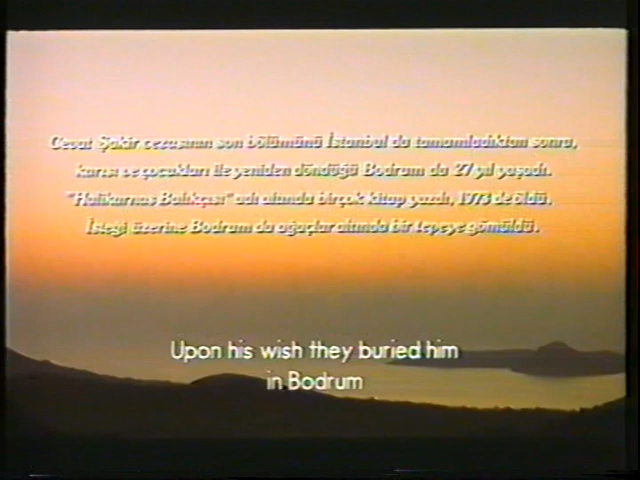 Cevat Şakir cezasının son bölümünü İstanbul da tamamladıktan sonra,
karısı ve çocukları ile yeniden döndüğü Bodrum da 27 yıl yaşadı.
"Halikarnas Balıkçısı" adı altında birçok kitap yazdı, 1973 de öldü.
İsteği üzerine Bodrum da ağaçlar altında bir tepeye gömüldü.
Upon his wish they buried him
in Bodrum